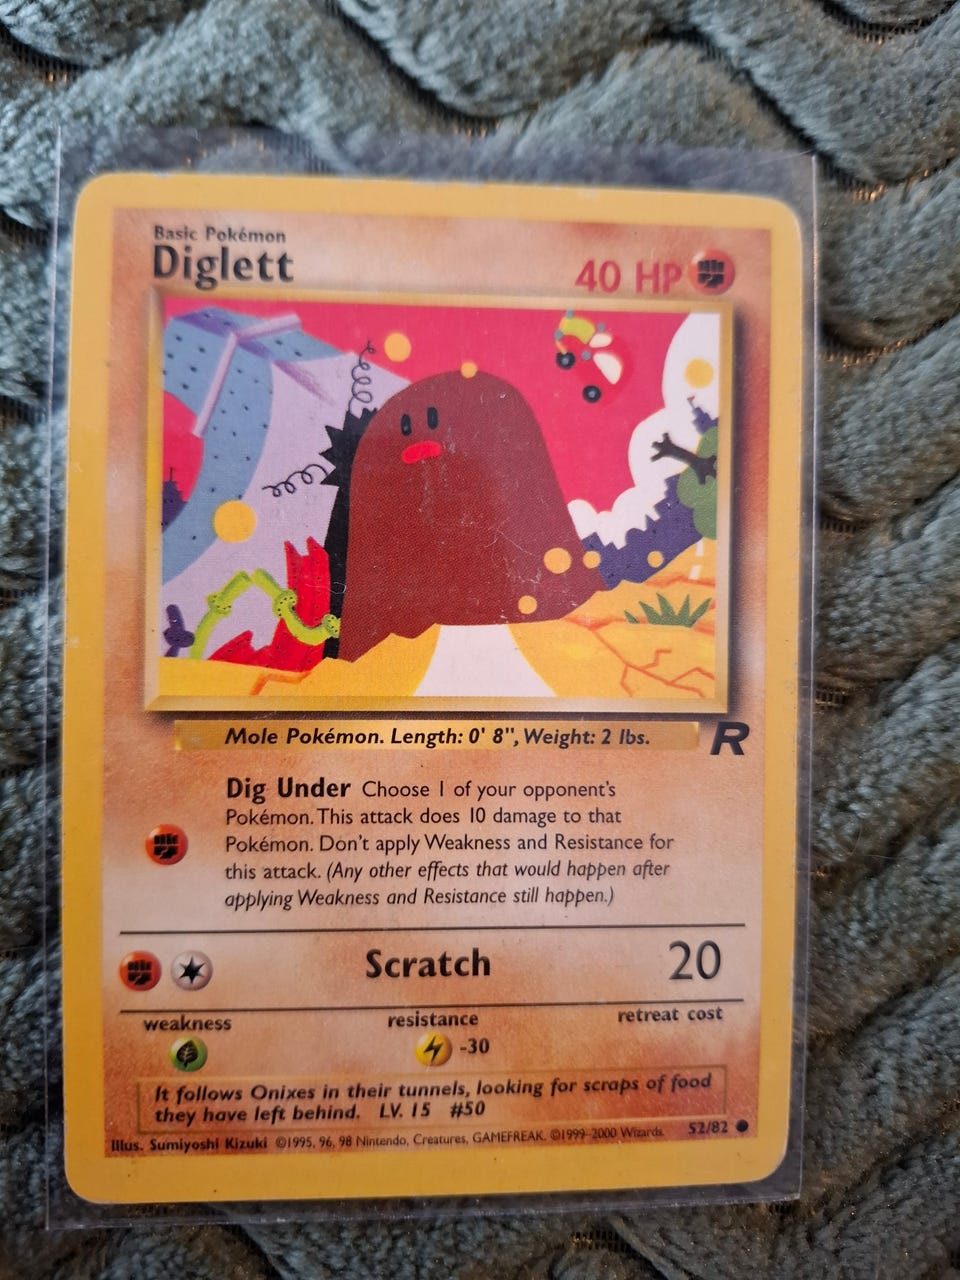 Basic Pokémon
Diglett
40 HP
Mole Pokémon. Length: 0' 8", Weight: 2 lbs.
R
Dig Under Choose 1 of your opponent's
Pokémon. This attack does 10 damage to that
Pokémon. Don't apply Weakness and Resistance for
this attack. (Any other effects that would happen after
applying Weakness and Resistance still happen.)
Scratch 20
weakness resistance retreat cost
-30
It follows Onixes in their tunnels, looking for scraps of food
they have left behind. LV. 15 #50
Illus. Sumiyoshi Kizuki ©1995, 96, 98 Nintendo, Creatures, GAMEFREAK. ©1999-2000 Wizards. 52/82